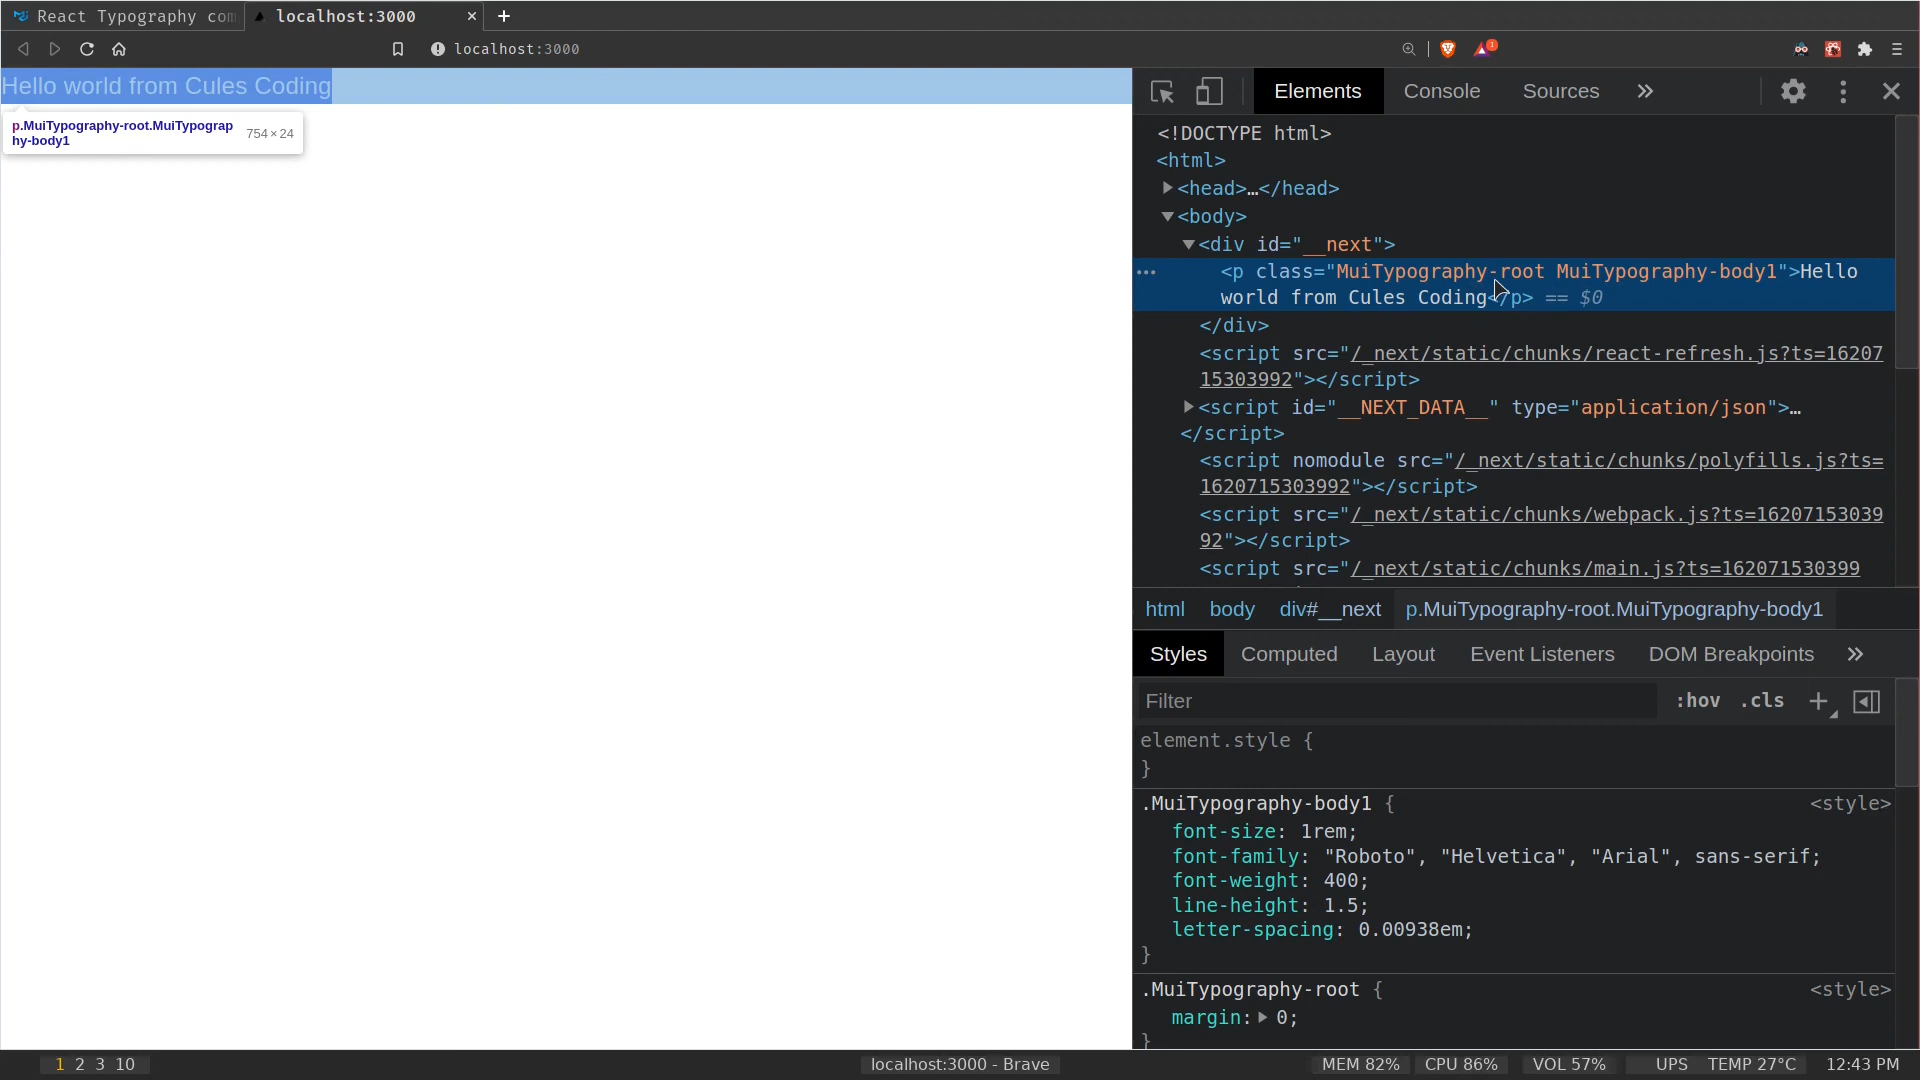 React Typography com
localhost:3000
localhost:3000
1
Hello world from Cules Coding
p.MuiTypography-root.MuiTypograp
hy-body1
754 × 24
Elements Console Sources
<!DOCTYPE html>
<html>
<head>…</head>
<body>
<div id="__next">
<p class="MuiTypography-root MuiTypography-body1">Hello
world from Cules Coding</p> == $0
</div>
<script src="/_next/static/chunks/react-refresh.js?ts=16207
15303992"></script>
<script id="__NEXT_DATA__" type="application/json">…
</script>
<script nomodule src="/_next/static/chunks/polyfills.js?ts=
1620715303992"></script>
<script src="/_next/static/chunks/webpack.js?ts=16207153039
92"></script>
<script src="/_next/static/chunks/main.js?ts=162071530399
html body div#__next p.MuiTypography-root.MuiTypography-body1
Styles Computed Layout Event Listeners DOM Breakpoints
Filter :hov .cls
element.style {
}
.MuiTypography-body1 { <style>
font-size: 1rem;
font-family: "Roboto", "Helvetica", "Arial", sans-serif;
font-weight: 400;
line-height: 1.5;
letter-spacing: 0.00938em;
}
.MuiTypography-root { <style>
margin: 0;
}
1 2 3 10 localhost:3000 - Brave MEM 82% CPU 86% VOL 57% UPS TEMP 27°C 12:43 PM